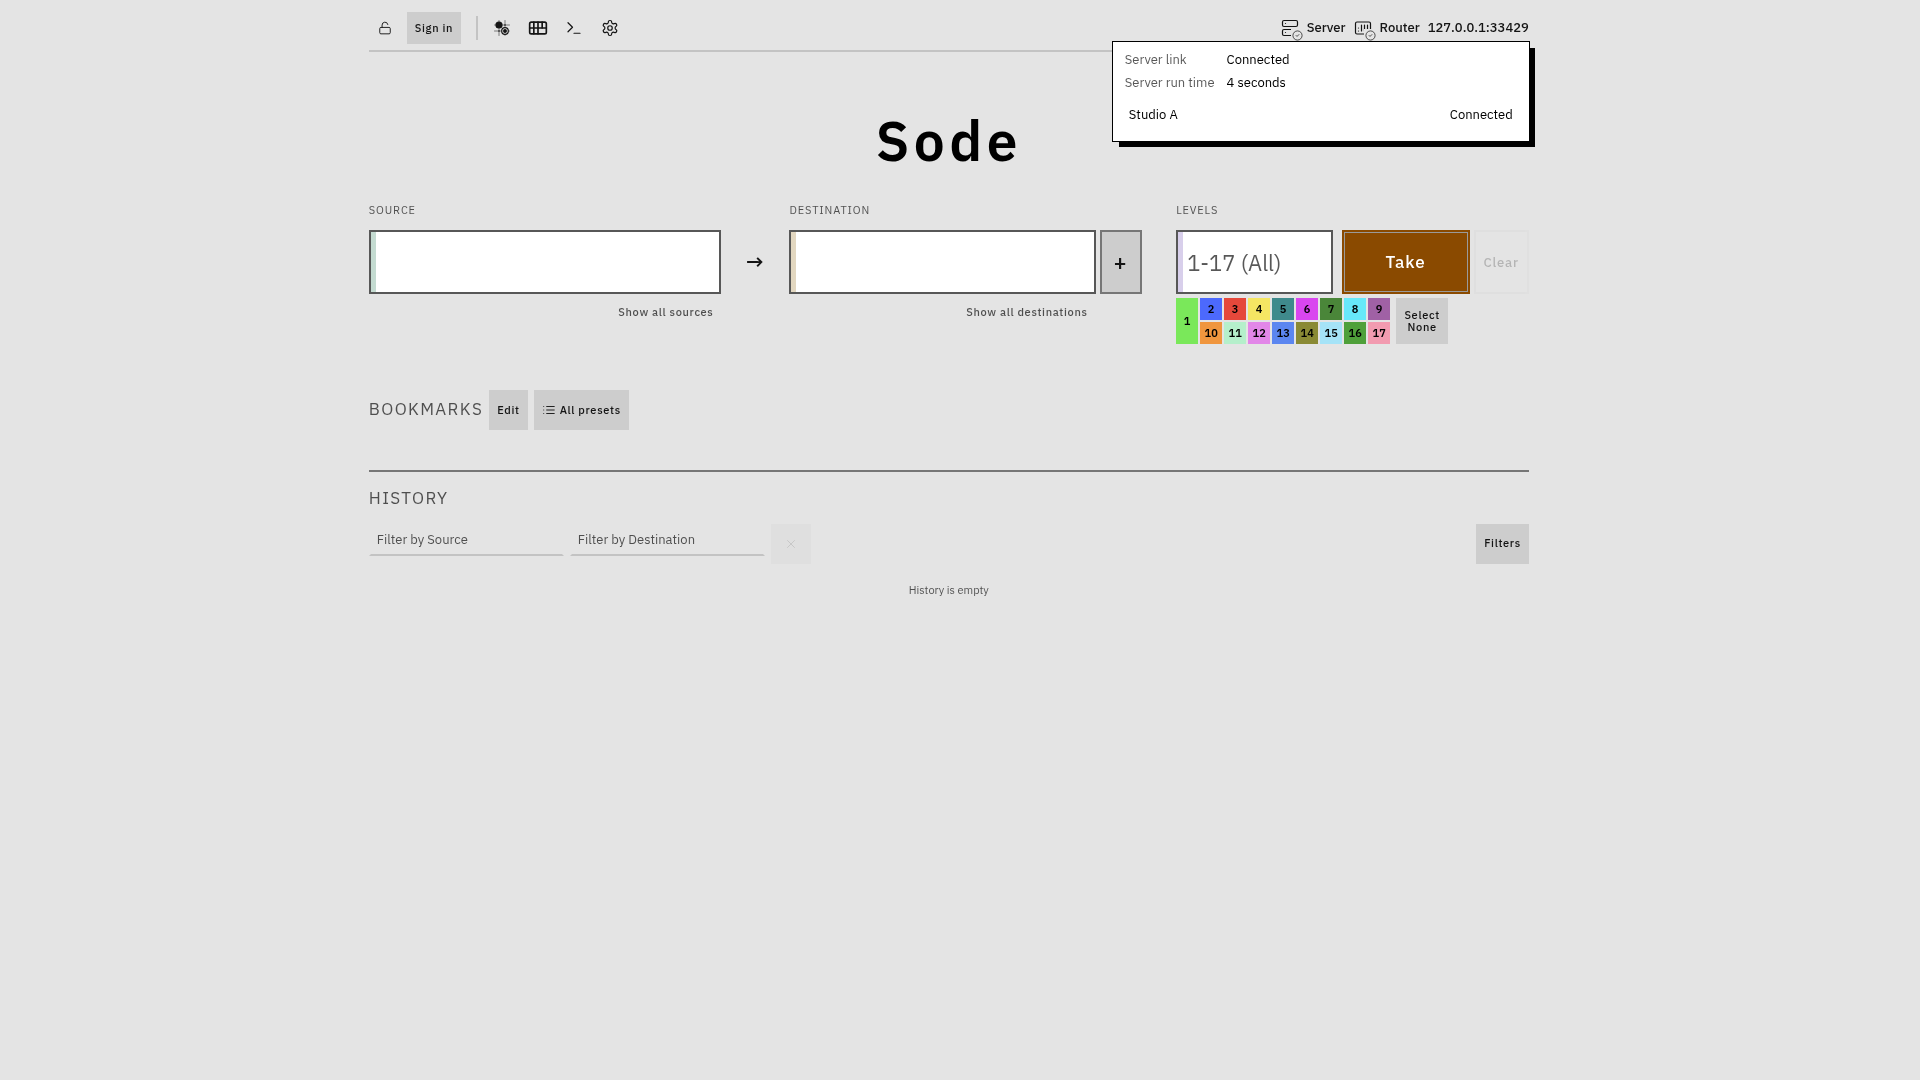 Sign in
Server Router 127.0.0.1:33429
Server link Connected
Server run time 4 seconds
Studio A Connected
Sode
SOURCE
DESTINATION
LEVELS
→
+
1-17 (All)
Take
Clear
Show all sources
Show all destinations
1 2 3 4 5 6 7 8 9
10 11 12 13 14 15 16 17
Select
None
BOOKMARKS
Edit
All presets
HISTORY
Filter by Source
Filter by Destination
×
Filters
History is empty